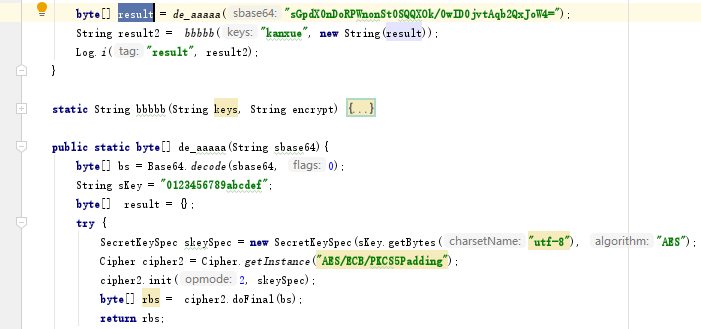 byte[] result = de_aaaaa( sbase64: "sGpdX0nDoRPWnonSt0SQQXOk/0wID0jvtAqb2QxJoW4=");
String result2 = bbbbb( keys: "kanxue", new String(result));
Log.i( tag: "result", result2);
}
static String bbbbb(String keys, String encrypt) {...}
public static byte[] de_aaaaa(String sbase64){
byte[] bs = Base64.decode(sbase64, flags: 0);
String sKey = "0123456789abcdef";
byte[] result = {};
try {
SecretKeySpec skeySpec = new SecretKeySpec(sKey.getBytes( charsetName: "utf-8"), algorithm: "AES");
Cipher cipher2 = Cipher.getInstance("AES/ECB/PKCS5Padding");
cipher2.init( opmode: 2, skeySpec);
byte[] rbs = cipher2.doFinal(bs);
return rbs;